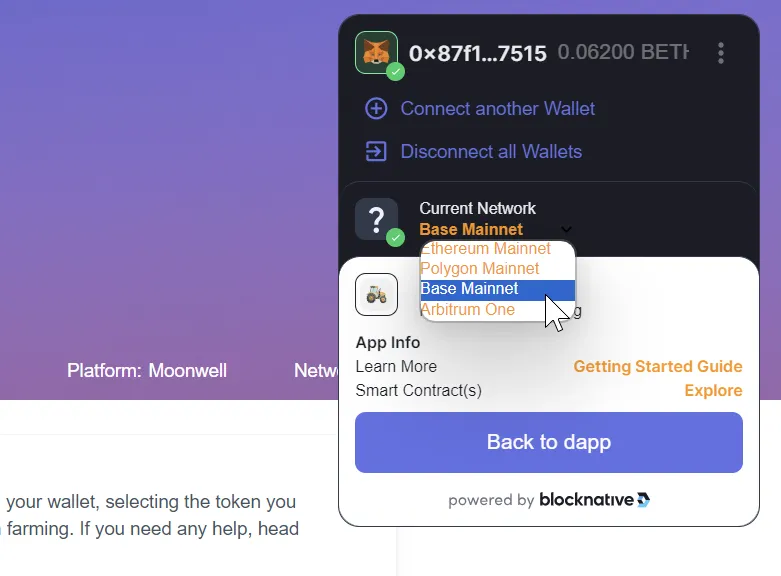 0×87f1...7515 0.06200 BETH
Connect another Wallet
Disconnect all Wallets
?
Current Network
Base Mainnet
Ethereum Mainnet
Polygon Mainnet
Base Mainnet
Arbitrum One
g
App Info
Learn More Getting Started Guide
Smart Contract(s) Explore
Back to dapp
powered by blocknative
Platform: Moonwell Netw
your wallet, selecting the token you
farming. If you need any help, head